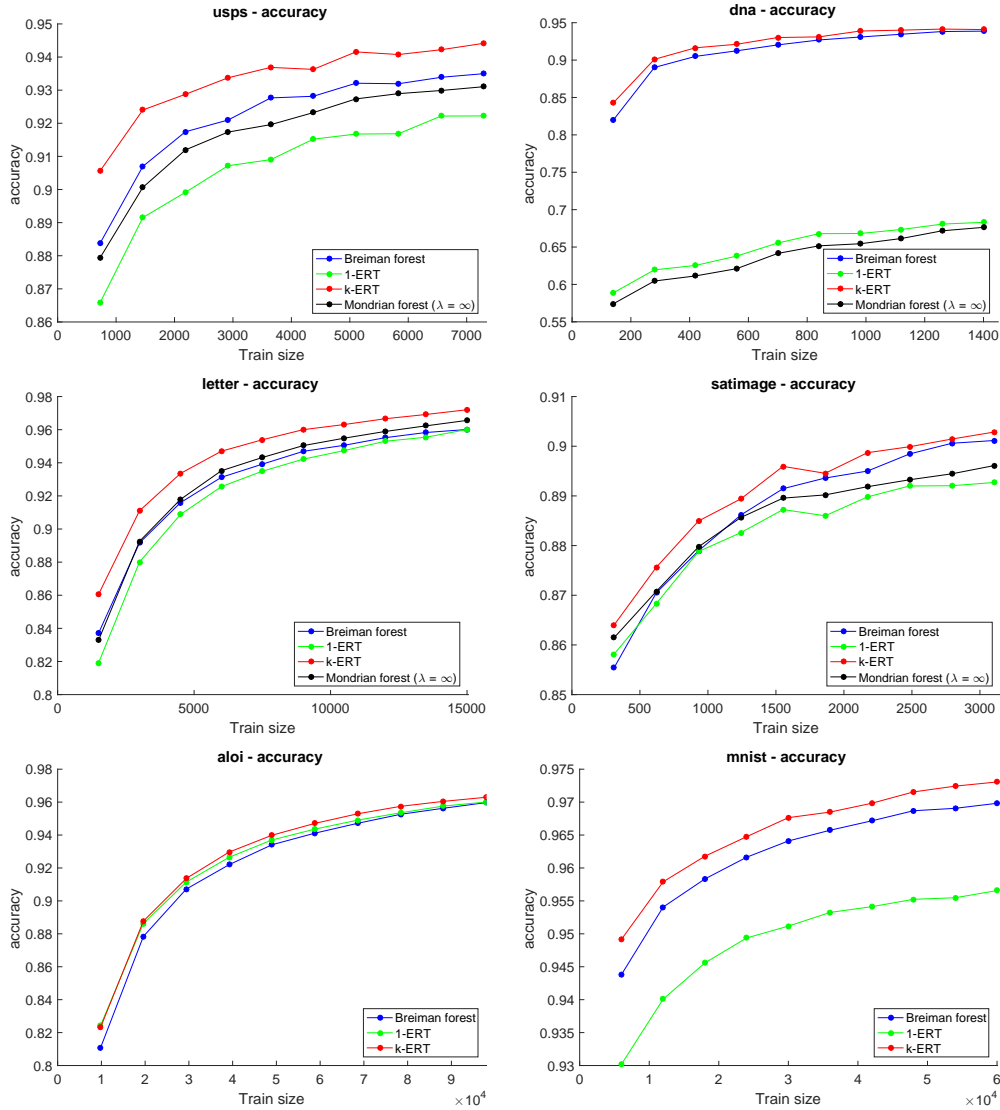 usps - accuracy
0.95
0.94
0.93
0.92
0.91
0.9
0.89
0.88
0.87
0.86
accuracy
0 1000 2000 3000 4000 5000 6000 7000
Train size
Breiman forest
1-ERT
k-ERT
Mondrian forest (λ = ∞)
dna - accuracy
0.95
0.9
0.85
0.8
0.75
0.7
0.65
0.6
0.55
accuracy
0 200 400 600 800 1000 1200 1400
Train size
Breiman forest
1-ERT
k-ERT
Mondrian forest (λ = ∞)
letter - accuracy
0.98
0.96
0.94
0.92
0.9
0.88
0.86
0.84
0.82
0.8
accuracy
0 5000 10000 15000
Train size
Breiman forest
1-ERT
k-ERT
Mondrian forest (λ = ∞)
satimage - accuracy
0.91
0.9
0.89
0.88
0.87
0.86
0.85
accuracy
0 500 1000 1500 2000 2500 3000
Train size
Breiman forest
1-ERT
k-ERT
Mondrian forest (λ = ∞)
aloi - accuracy
0.98
0.96
0.94
0.92
0.9
0.88
0.86
0.84
0.82
0.8
accuracy
0 1 2 3 4 5 6 7 8 9
Train size
×10⁴
Breiman forest
1-ERT
k-ERT
mnist - accuracy
0.975
0.97
0.965
0.96
0.955
0.95
0.945
0.94
0.935
0.93
accuracy
0 1 2 3 4 5 6
Train size
×10⁴
Breiman forest
1-ERT
k-ERT